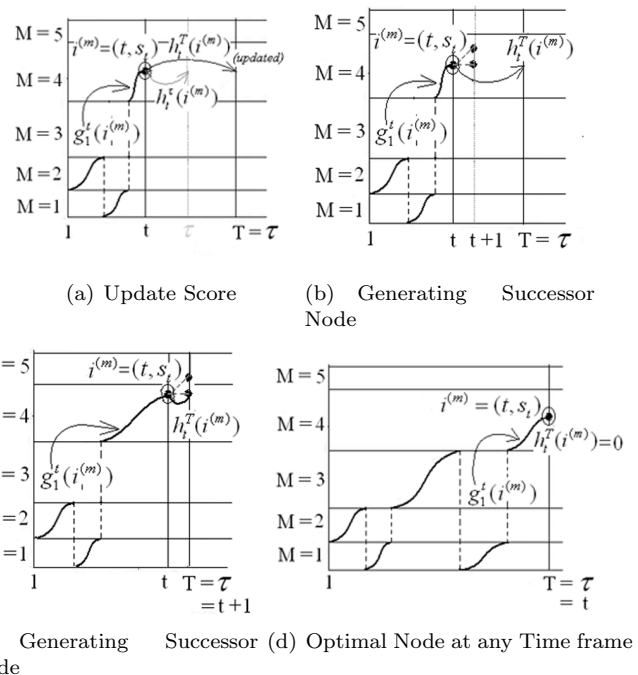 M = 5
M = 4
M = 3
M = 2
M = 1
i^(m)=(t, s_t)
h_t^T(i^(m))
(updated)
h_t^τ(i^(m))
g_1^t(i^(m))
1
t
τ
T = τ
(a) Update Score
M = 5
M = 4
M = 3
M = 2
M = 1
i^(m)=(t, s_t)
h_t^T(i^(m))
g_1^t(i^(m))
1
t
t+1
T = τ
(b) Generating Successor
Node
= 5
=4
=3
=2
=1
i^(m)=(t, s_t)
h_t^T(i^(m))
g_1^t(i^(m))
1
t
T = τ
=t+1
Generating Successor
de
M = 5
M = 4
M = 3
M = 2
M = 1
i^(m) = (t, s_t)
h_t^T(i^(m))=0
g_1^t(i^(m))
1
T = τ
= t
(d) Optimal Node at any Time frame